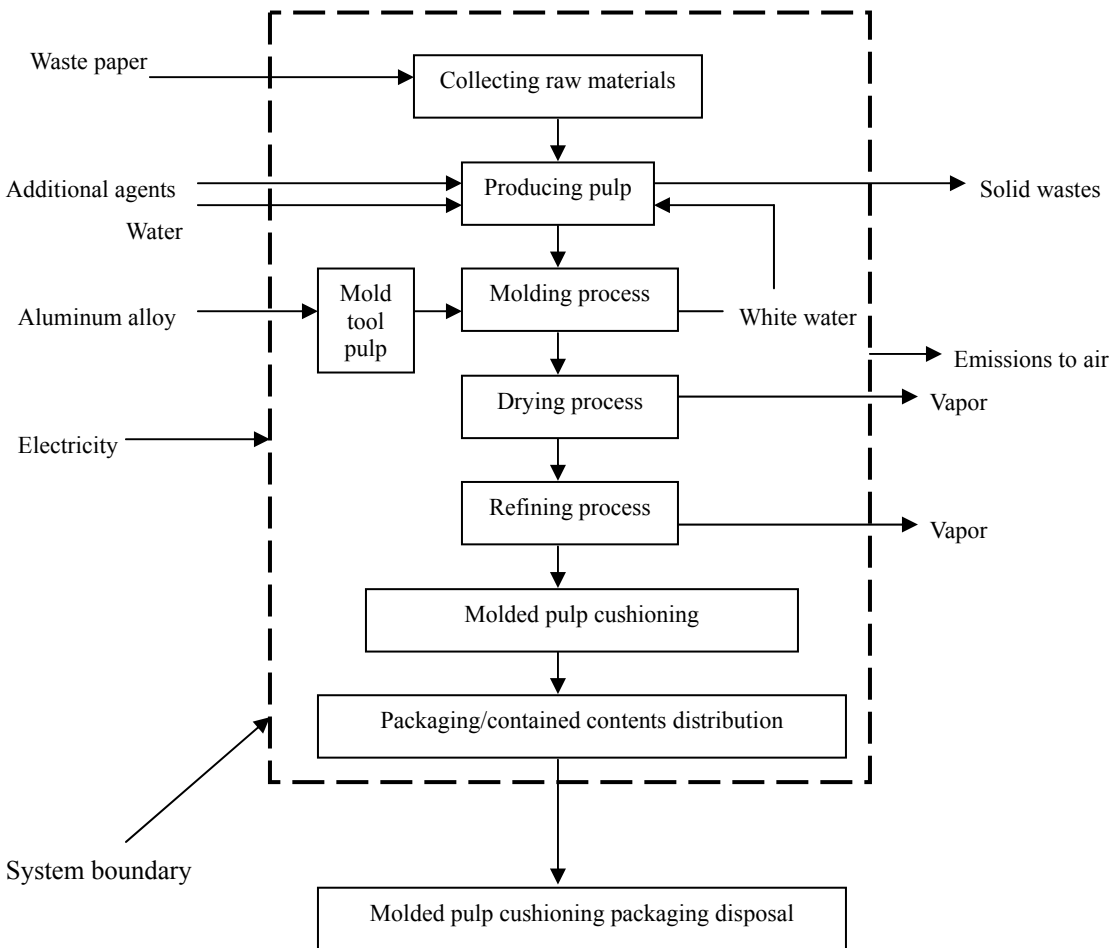 Waste paper
Collecting raw materials
Additional agents
Producing pulp
Solid wastes
Water
Aluminum alloy
Mold
tool
pulp
Molding process
White water
Emissions to air
Drying process
Vapor
Electricity
Refining process
Vapor
Molded pulp cushioning
Packaging/contained contents distribution
System boundary
Molded pulp cushioning packaging disposal